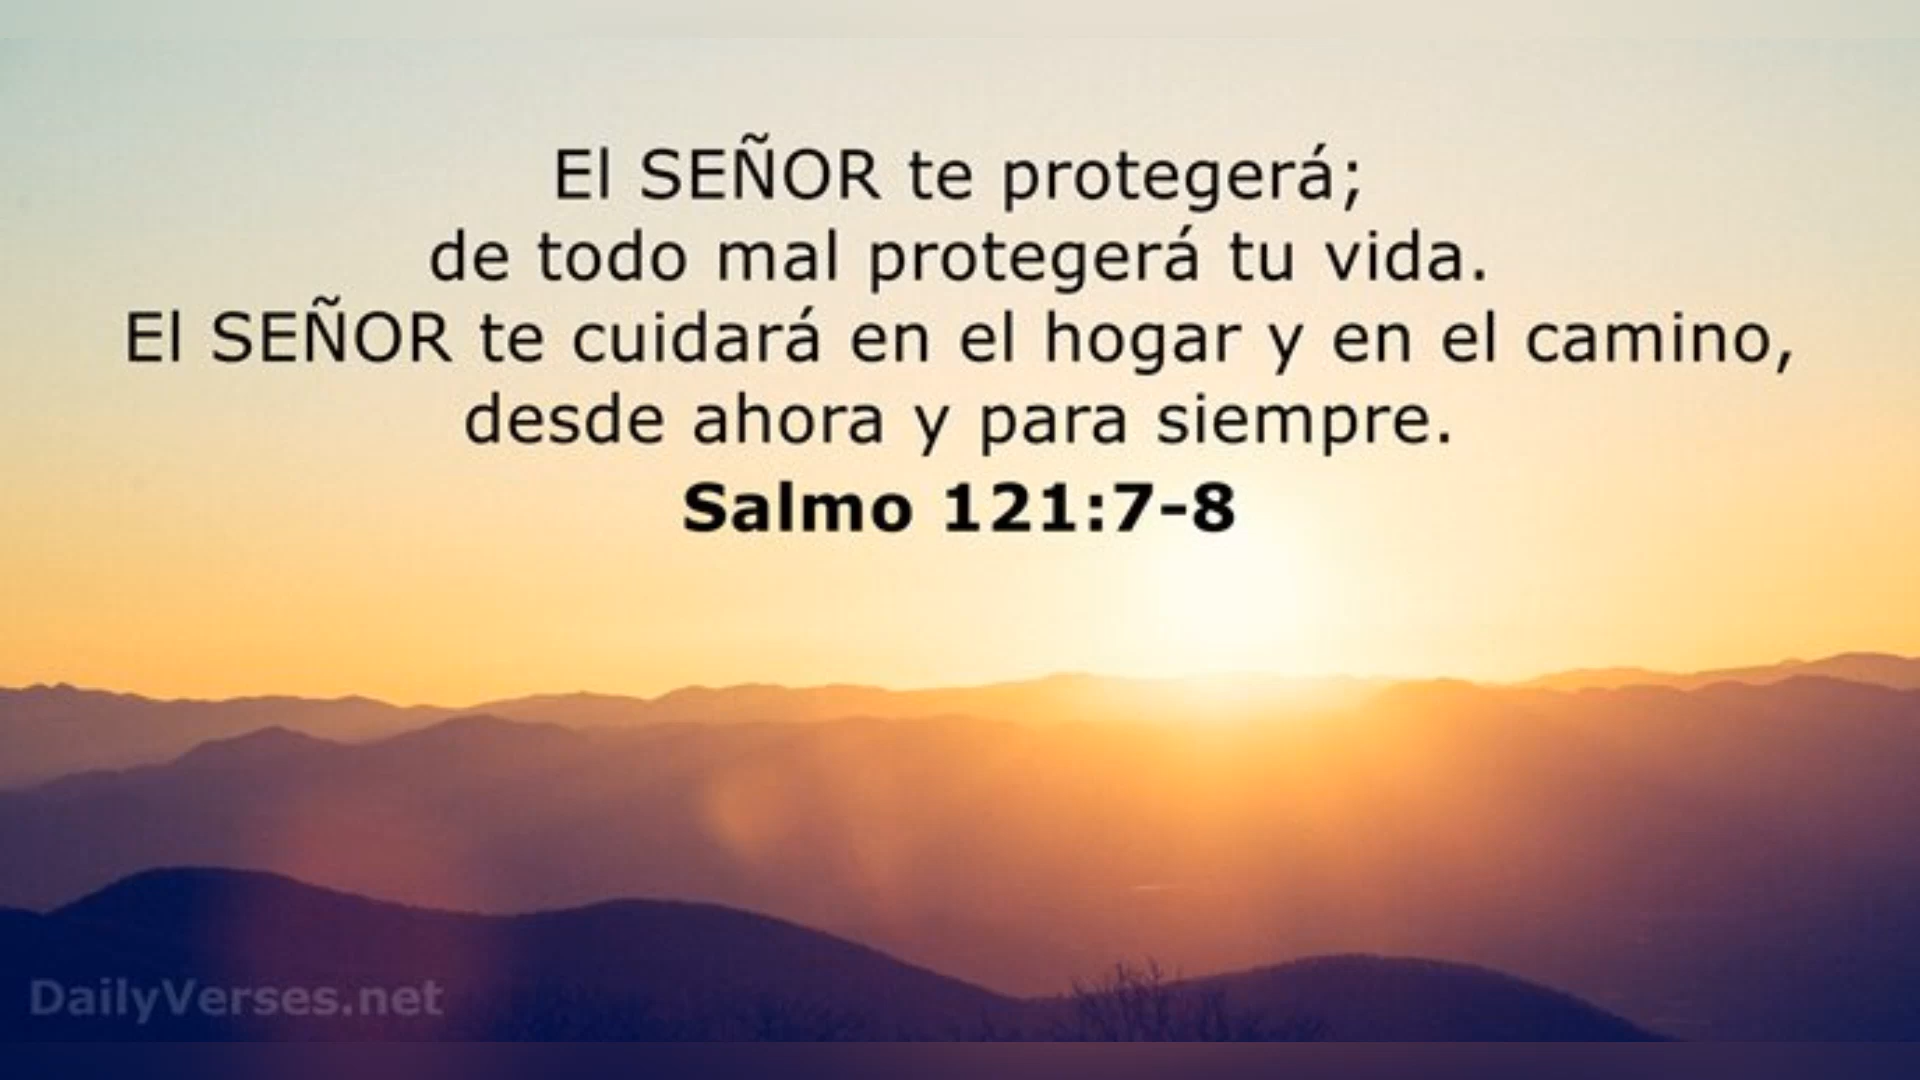 El SEÑOR te protegerá;
de todo mal protegerá tu vida.
El SEÑOR te cuidará en el hogar y en el camino,
desde ahora y para siempre.
Salmo 121:7-8
DailyVerses.net